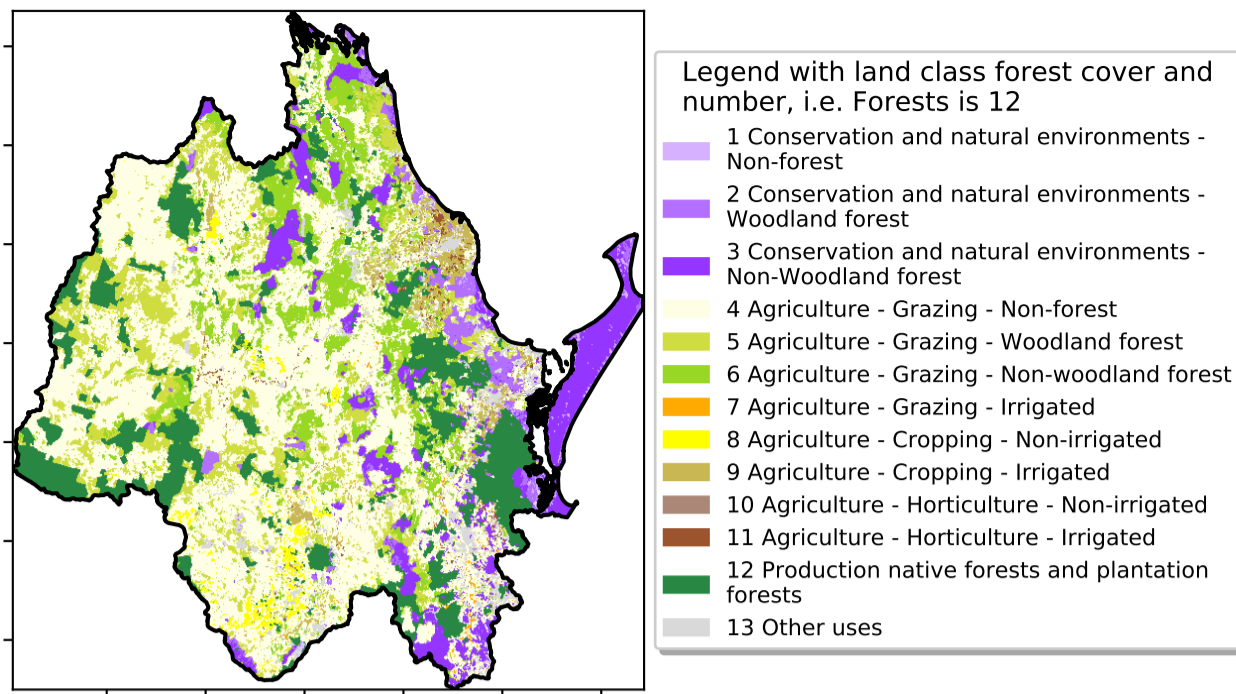 Legend with land class forest cover and
number, i.e. Forests is 12
1 Conservation and natural environments -
Non-forest
2 Conservation and natural environments -
Woodland forest
3 Conservation and natural environments -
Non-Woodland forest
4 Agriculture - Grazing - Non-forest
5 Agriculture - Grazing - Woodland forest
6 Agriculture - Grazing - Non-woodland forest
7 Agriculture - Grazing - Irrigated
8 Agriculture - Cropping - Non-irrigated
9 Agriculture - Cropping - Irrigated
10 Agriculture - Horticulture - Non-irrigated
11 Agriculture - Horticulture - Irrigated
12 Production native forests and plantation
forests
13 Other uses